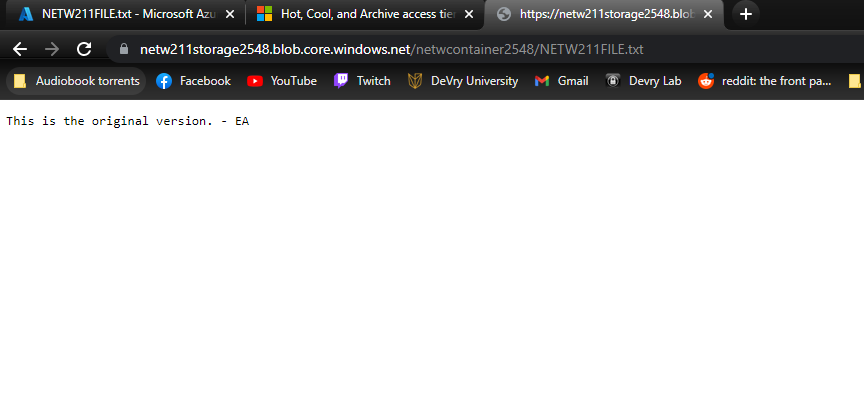 NETW211FILE.txt - Microsoft Azu
Hot, Cool, and Archive access tier
https://netw211storage2548.blob
netw211storage2548.blob.core.windows.net/netwcontainer2548/NETW211FILE.txt
Audiobook torrents
Facebook
YouTube
Twitch
DeVry University
Gmail
Devry Lab
reddit: the front pa...
This is the original version. - EA